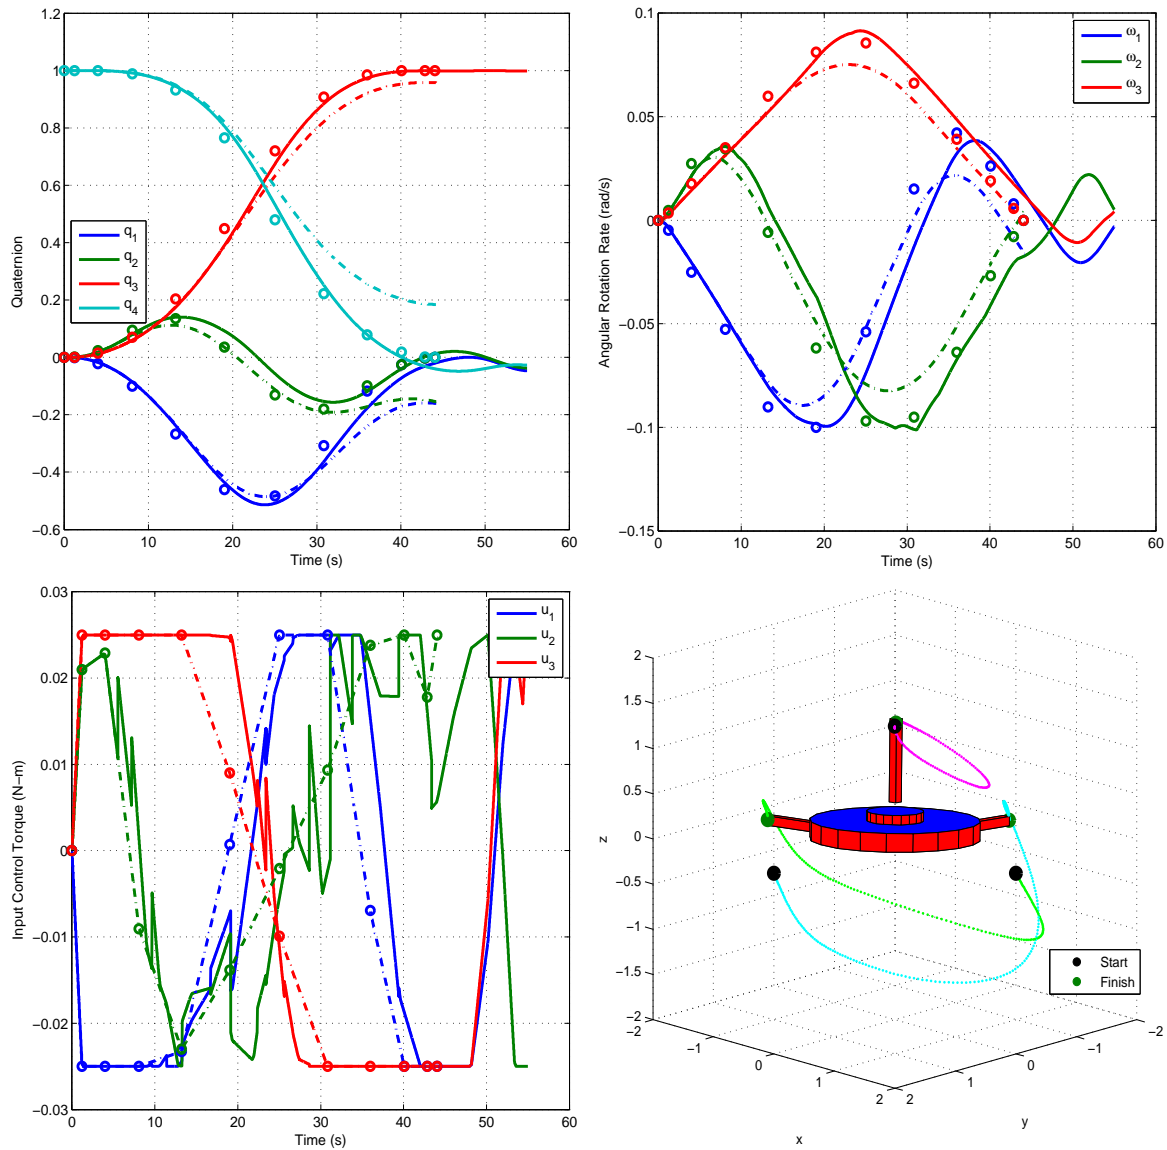 1.2
1
0.8
0.6
0.4
0.2
0
−0.2
−0.4
−0.6
Quaternion
q1
q2
q3
q4
0 10 20 30 40 50 60
Time (s)
0.1
0.05
0
−0.05
−0.1
−0.15
Angular Rotation Rate (rad/s)
ω1
ω2
ω3
0 10 20 30 40 50 60
Time (s)
0.03
0.02
0.01
0
−0.01
−0.02
−0.03
Input Control Torque (N−m)
u1
u2
u3
0 10 20 30 40 50 60
Time (s)
2
1.5
1
0.5
0
−0.5
−1
−1.5
−2
z
−2
−1
0
1
2
x
2
1
0
−1
−2
y
Start
Finish